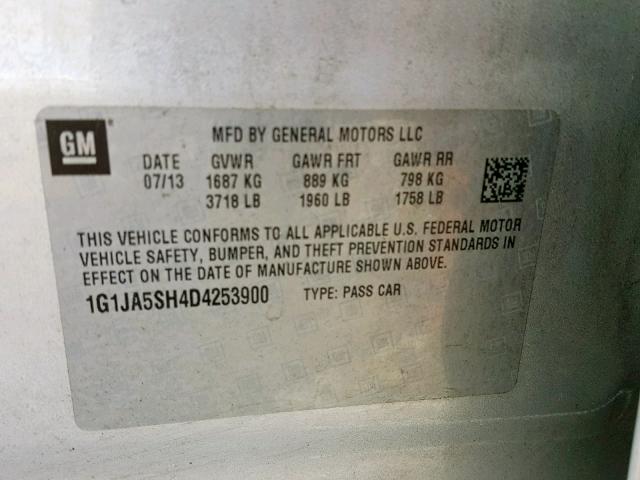 GM®
MFD BY GENERAL MOTORS LLC
DATE GVWR GAWR FRT GAWR RR
07/13 1687 KG 889 KG 798 KG
3718 LB 1960 LB 1758 LB
THIS VEHICLE CONFORMS TO ALL APPLICABLE U.S. FEDERAL MOTOR
VEHICLE SAFETY, BUMPER, AND THEFT PREVENTION STANDARDS IN
EFFECT ON THE DATE OF MANUFACTURE SHOWN ABOVE.
1G1JA5SH4D4253900 TYPE: PASS CAR